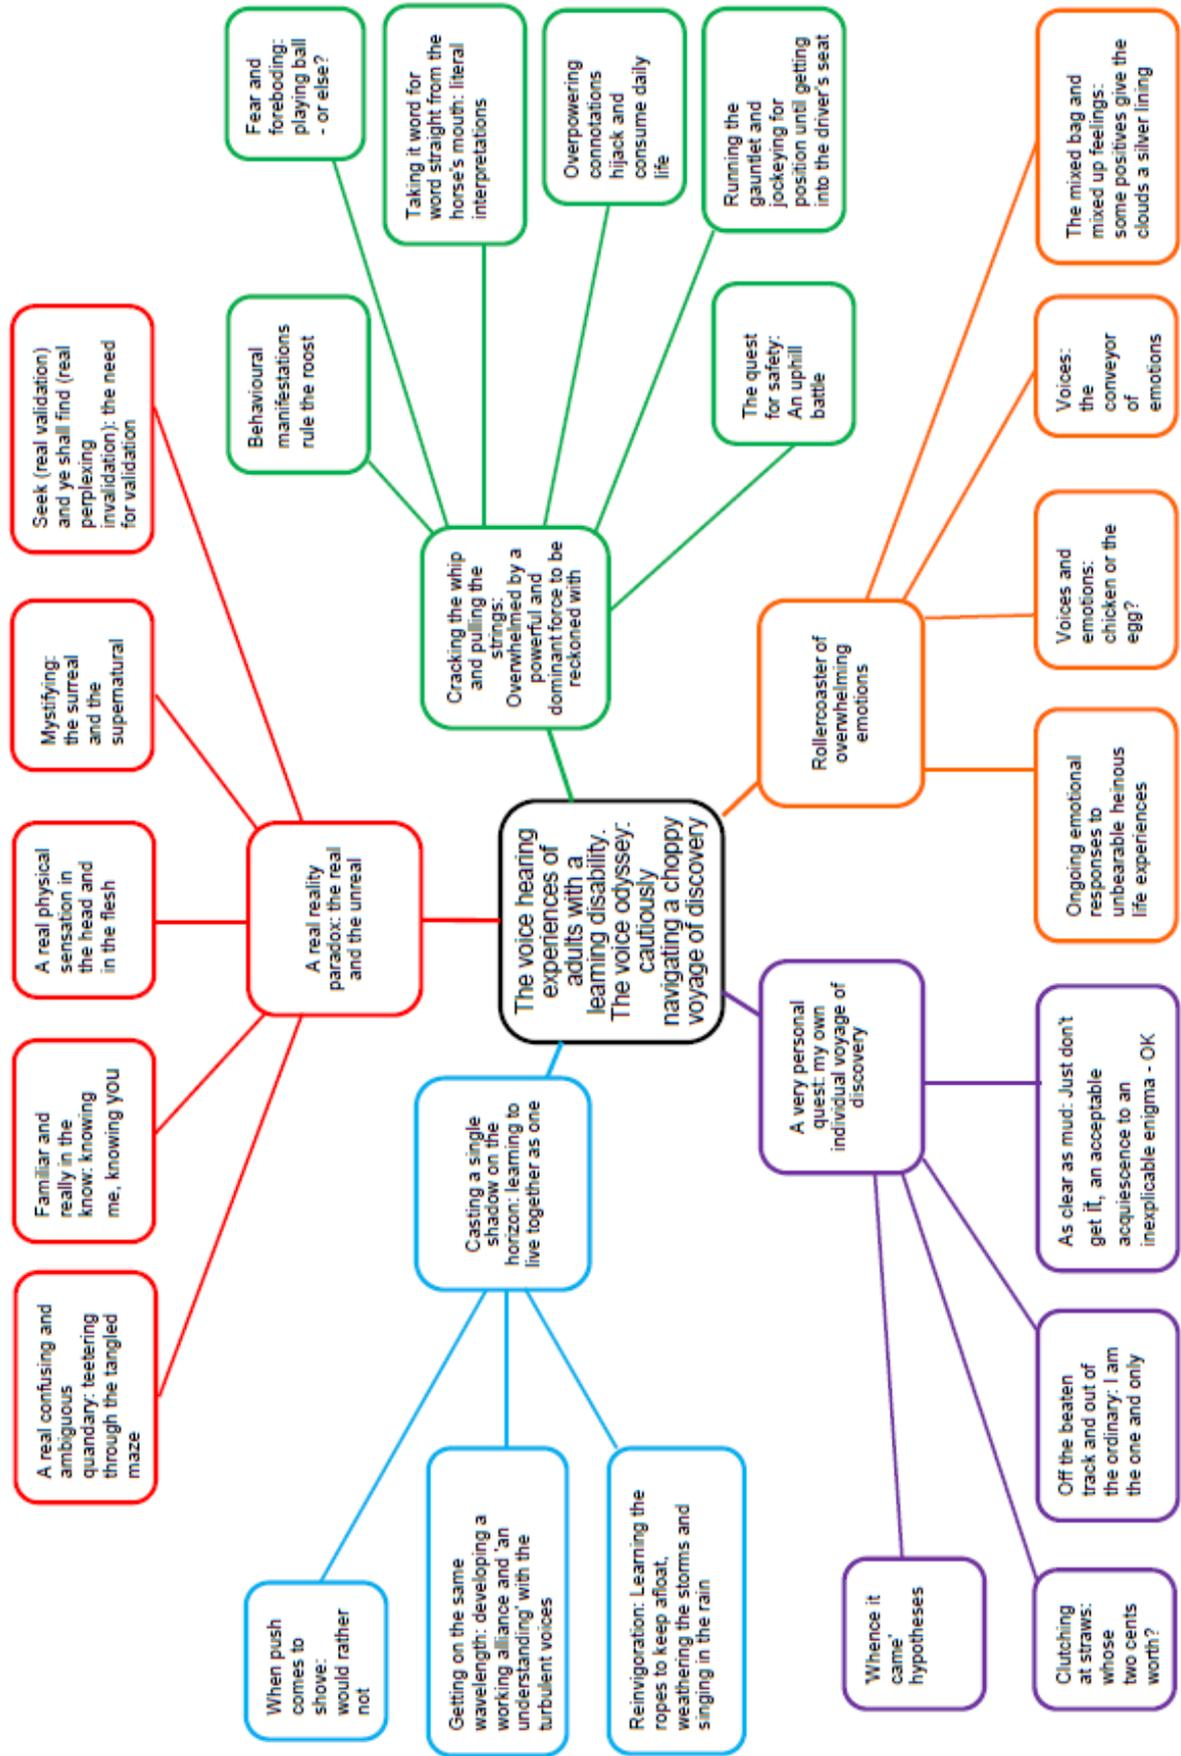 A real confusing and
ambiguous
quandary: teetering
through the tangled
maze
Familiar and
really in the
know: knowing
me, knowing you
A real physical
sensation in
the head and
in the flesh
Mystifying:
the surreal
and the
supernatural
Seek (real validation)
and ye shall find (real
perplexing
invalidation): the need
for validation
A real reality
paradox: the real
and the unreal
When push
comes to
shove:
would rather
not
Getting on the same
wavelength: developing a
working alliance and 'an
understanding' with the
turbulent voices
Reinvigoration: Learning the
ropes to keep afloat,
weathering the storms and
singing in the rain
Casting a single
shadow on the
horizon: learning to
live together as one
The voice hearing
experiences of
adults with a
learning disability.
The voice odyssey:
cautiously
navigating a choppy
voyage of discovery
Cracking the whip
and pulling the
strings:
Overwhelmed by a
powerful and
dominant force to be
reckoned with
Behavioural
manifestations
rule the roost
Fear and
foreboding:
playing ball
- or else?
Taking it word for
word straight from the
horse's mouth: literal
interpretations
Overpowering
connotations
hijack and
consume daily
life
Running the
gauntlet and
jockeying for
position until getting
into the driver's seat
The quest
for safety:
An uphill
battle
A very personal
quest: my own
individual voyage of
discovery
Rollercoaster of
overwhelming
emotions
'Whence it
came'
hypotheses
Clutching
at straws:
whose
two cents
worth?
Off the beaten
track and out of
the ordinary: I am
the one and only
As clear as mud: Just don't
get it, an acceptable
acquiescence to an
inexplicable enigma - OK
Ongoing emotional
responses to
unbearable heinous
life experiences
Voices and
emotions:
chicken or the
egg?
Voices:
the
conveyor
of
emotions
The mixed bag and
mixed up feelings:
some positives give the
clouds a silver lining